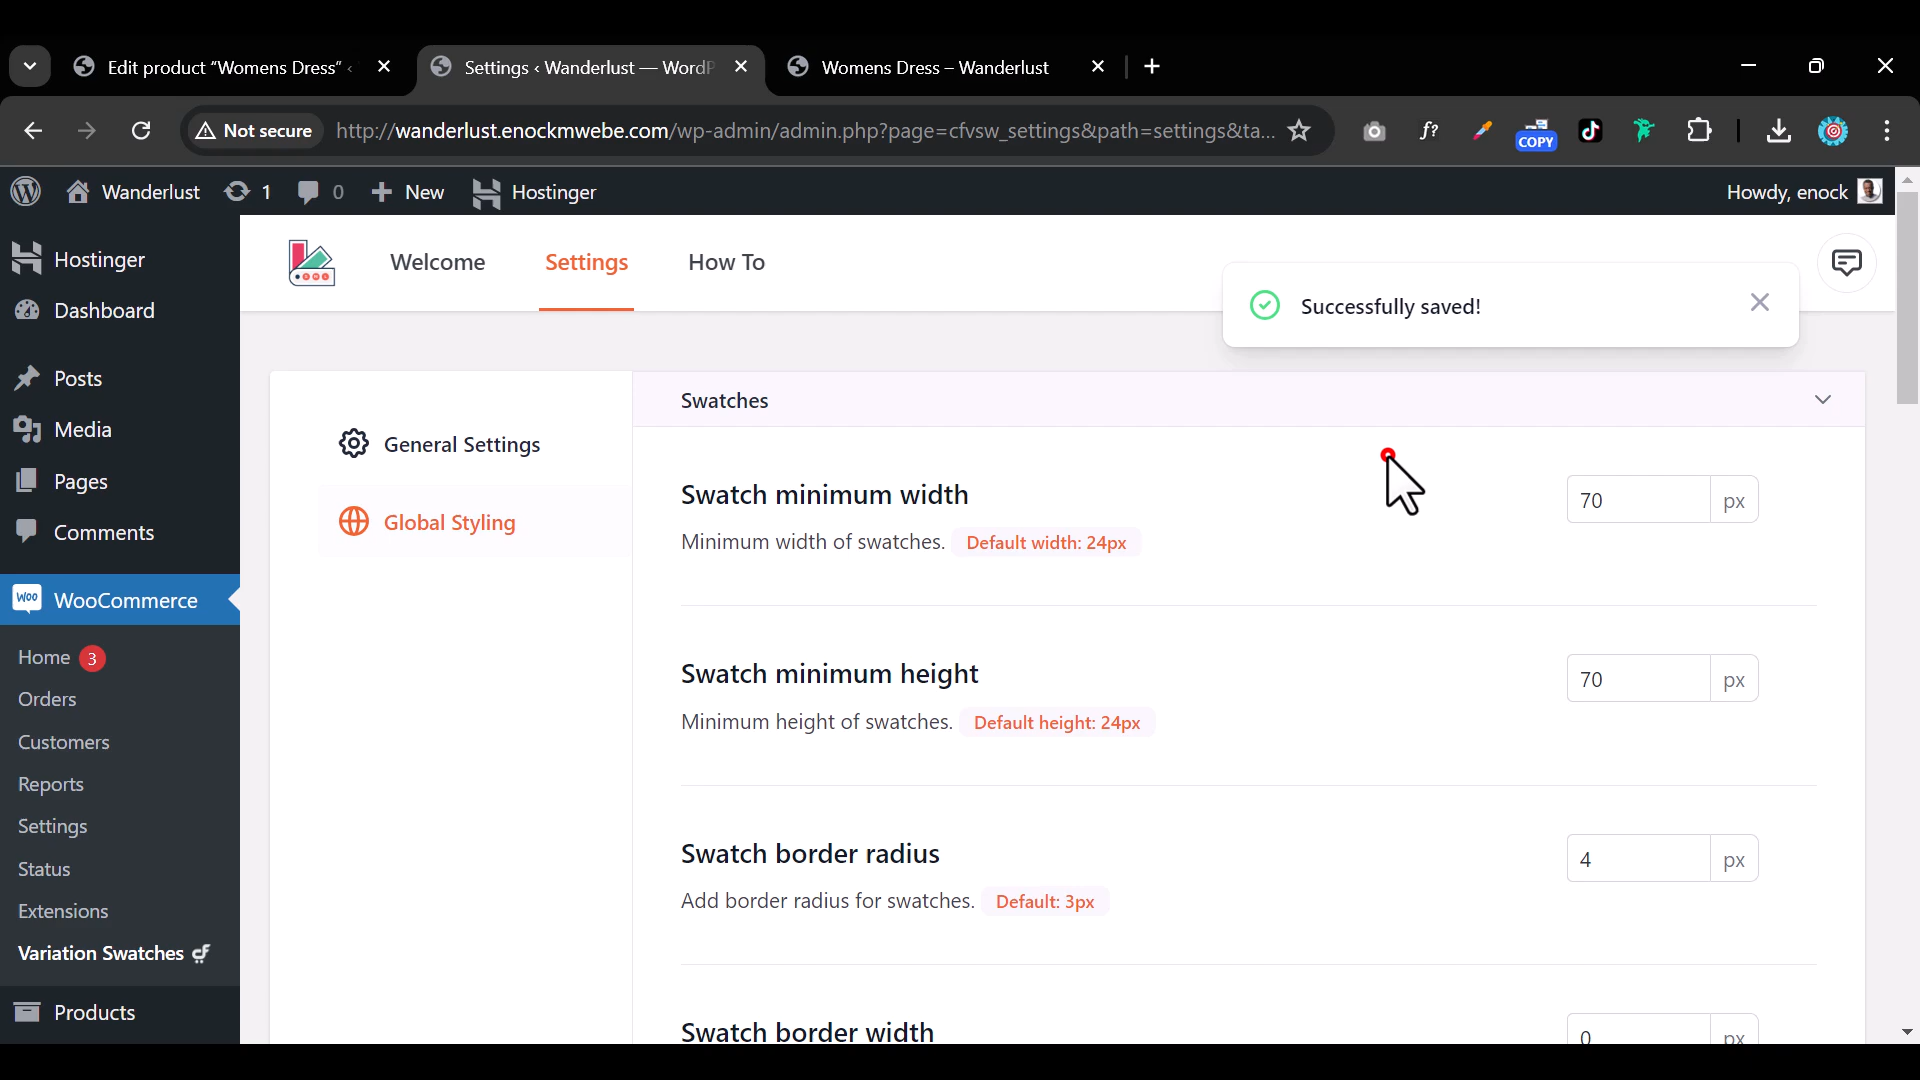 Edit product “Womens Dress” ‹
Settings ‹ Wanderlust — WordP
Womens Dress – Wanderlust
Not secure
http://wanderlust.enockmwebe.com/wp-admin/admin.php?page=cfvsw_settings&path=settings&ta...
f?
COPY
Wanderlust
1
0
New
Hostinger
Howdy, enock
Hostinger
Dashboard
Posts
Media
Pages
Comments
Woo
WooCommerce
Home 3
Orders
Customers
Reports
Settings
Status
Extensions
Variation Swatches
Products
Welcome
Settings
How To
Successfully saved!
General Settings
Global Styling
Swatches
Swatch minimum width
70 px
Minimum width of swatches. Default width: 24px
Swatch minimum height
70 px
Minimum height of swatches. Default height: 24px
Swatch border radius
4 px
Add border radius for swatches. Default: 3px
Swatch border width
0 px